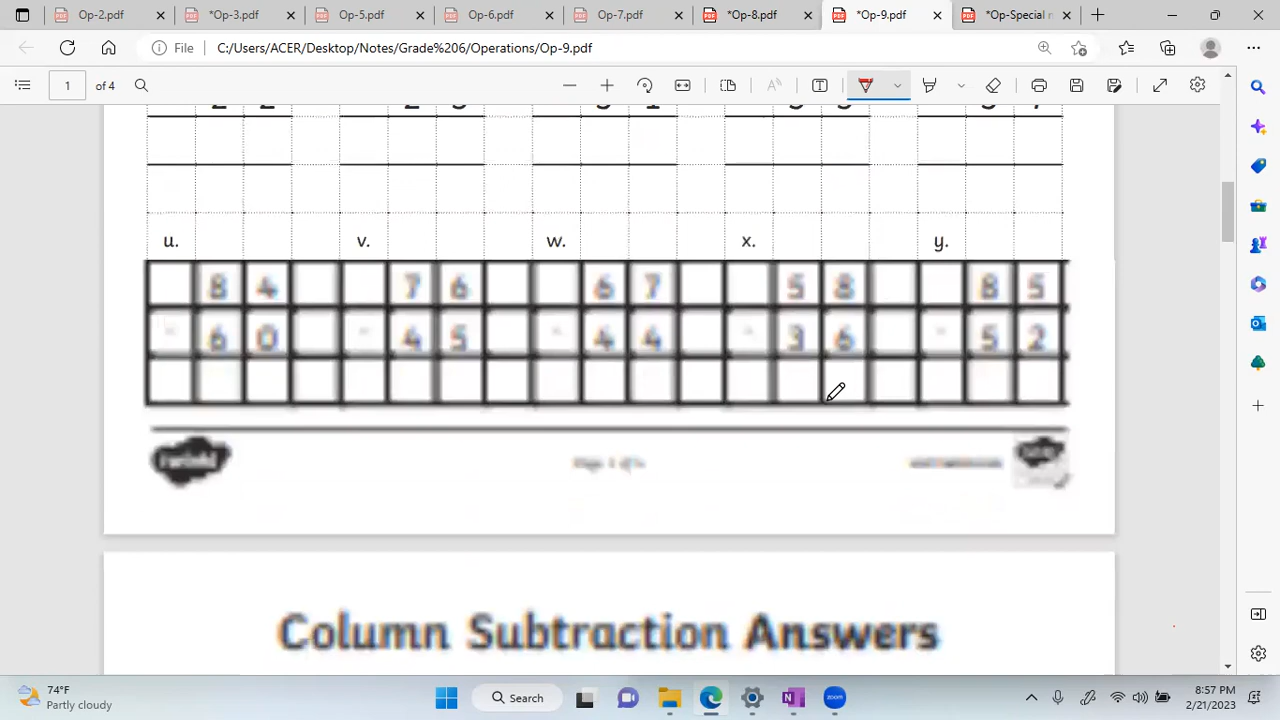 Op-2.pdf *Op-3.pdf Op-5.pdf Op-6.pdf Op-7.pdf *Op-8.pdf *Op-9.pdf *Op-Special
File C:/Users/ACER/Desktop/Notes/Grade%206/Operations/Op-9.pdf
1 of 4
u. v. w. x. y.
8 4 7 6 6 7 5 8 8 5
- 6 0 - 4 5 - 4 4 - 3 6 - 5 2
Column Subtraction Answers
74°F
Partly cloudy
Search
zoom
8:57 PM
2/21/2023